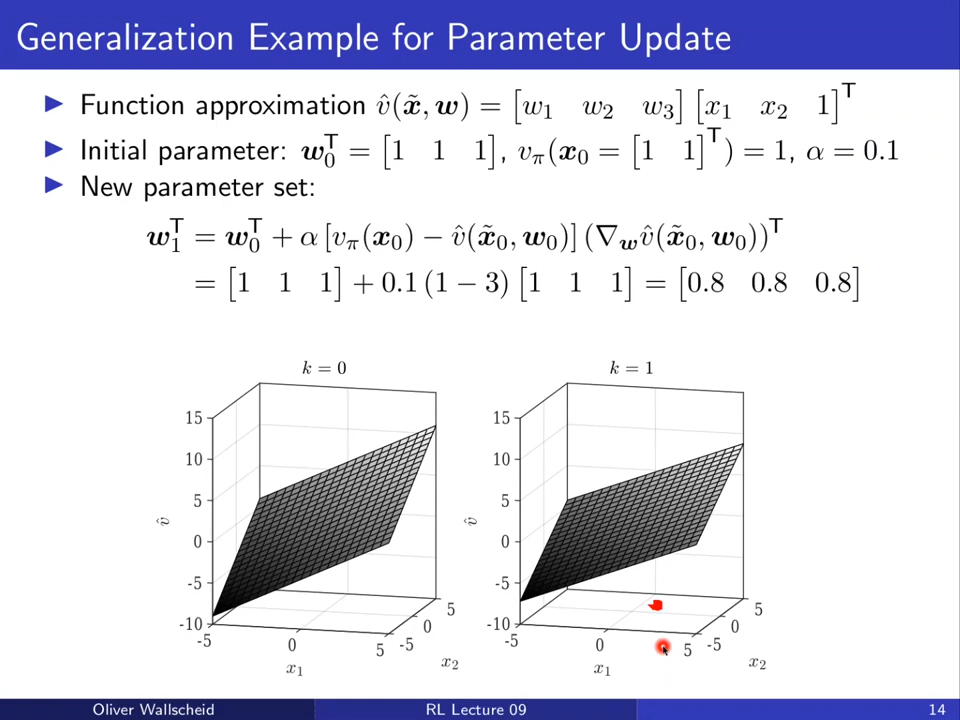 Generalization Example for Parameter Update
▶ Function approximation v̂(x̃, w) = [w₁ w₂ w₃] [x₁ x₂ 1]ᵀ
▶ Initial parameter: w₀ᵀ = [1 1 1], vπ(x₀ = [1 1]ᵀ) = 1, α = 0.1
▶ New parameter set:
w₁ᵀ = w₀ᵀ + α [vπ(x₀) − v̂(x̃₀, w₀)] (∇w v̂(x̃₀, w₀))ᵀ
= [1 1 1] + 0.1 (1 − 3) [1 1 1] = [0.8 0.8 0.8]
k = 0
15
10
5
0
-5
-10
v̂
-5 0 5
x₁
-5 0 5
x₂
k = 1
15
10
5
0
-5
-10
v̂
-5 0 5
x₁
-5 0 5
x₂
Oliver Wallscheid RL Lecture 09 14